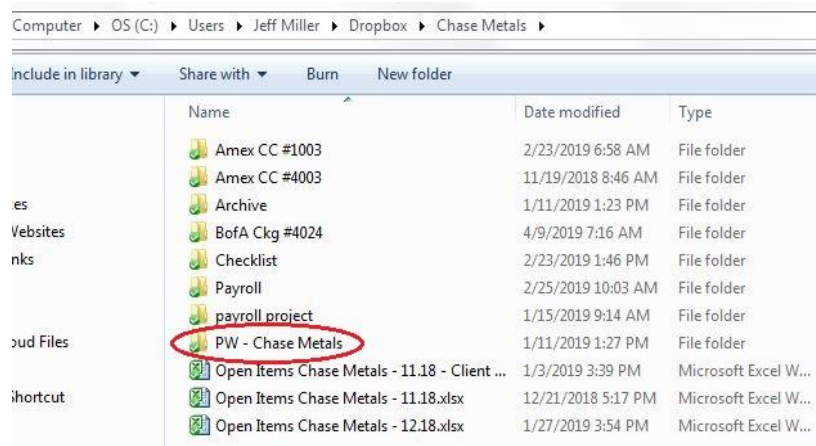 Computer ▸ OS (C:) ▸ Users ▸ Jeff Miller ▸ Dropbox ▸ Chase Metals ▸
Include in library ▾ Share with ▾ Burn New folder
Name Date modified Type
Amex CC #1003 2/23/2019 6:58 AM File folder
Amex CC #4003 11/19/2018 8:46 AM File folder
Archive 1/11/2019 1:23 PM File folder
es
BofA Ckg #4024 4/9/2019 7:16 AM File folder
Websites
Checklist 2/23/2019 1:46 PM File folder
nks
Payroll 2/25/2019 10:03 AM File folder
payroll project 1/15/2019 9:14 AM File folder
oud Files PW - Chase Metals 1/11/2019 1:27 PM File folder
Open Items Chase Metals - 11.18 - Client ... 1/3/2019 3:39 PM Microsoft Excel W...
Shortcut Open Items Chase Metals - 11.18.xlsx 12/21/2018 5:17 PM Microsoft Excel W...
Open Items Chase Metals - 12.18.xlsx 1/27/2019 3:54 PM Microsoft Excel W...